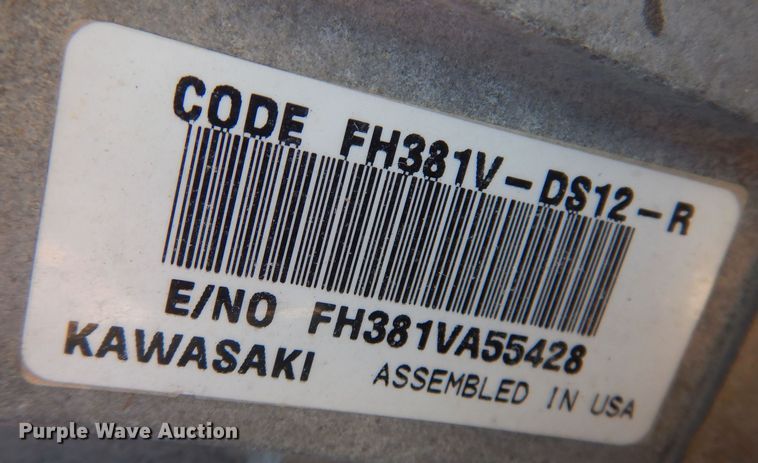 CODE FH381V-DS12-R
E/NO FH381VA55428
KAWASAKI ASSEMBLED IN USA
Purple Wave Auction